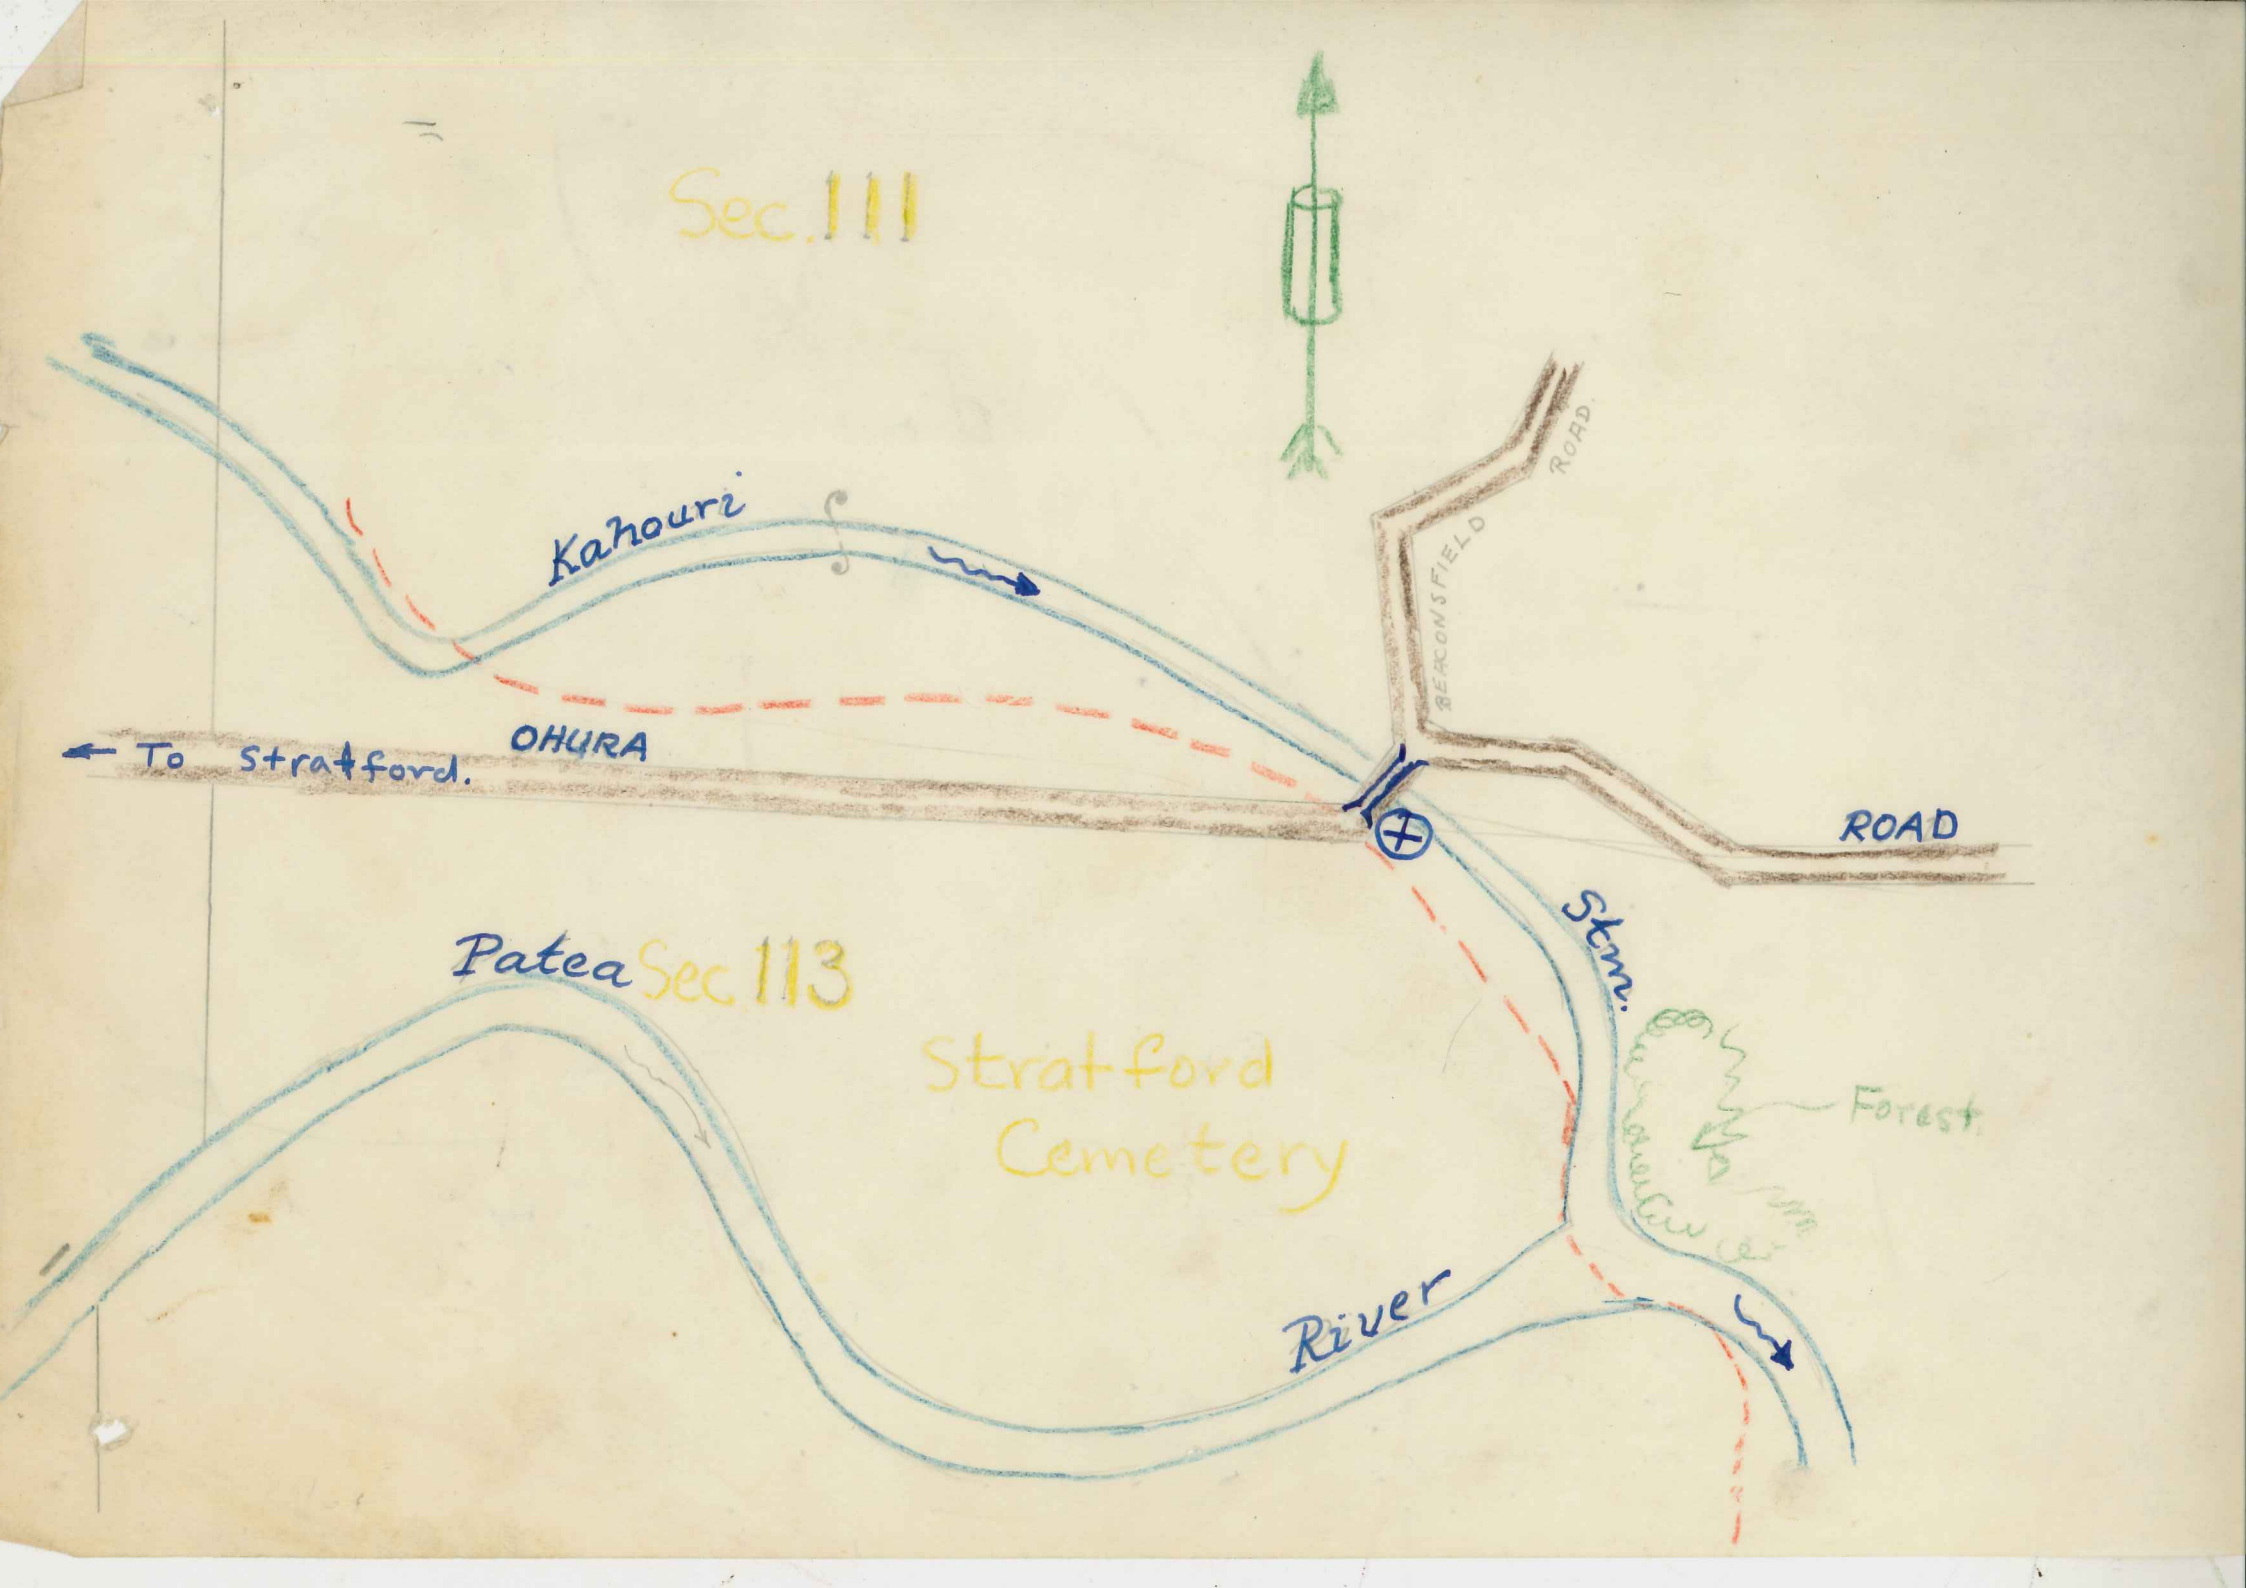 Sec.111
ROAD.
Kahouri
BEACONSFIELD
OHURA
To Stratford.
ROAD
Stm.
Patea
Sec.113
Stratford
Cemetery
Forest.
River